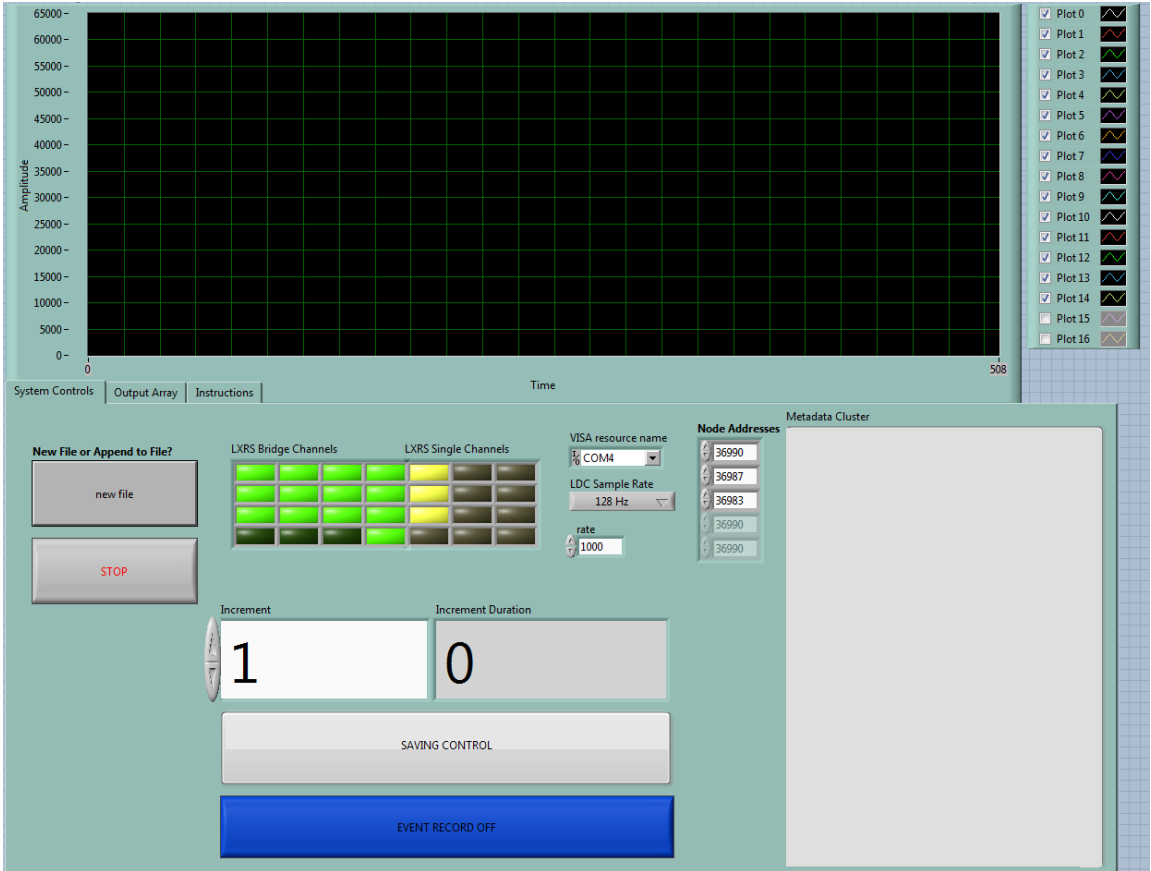 65000
60000
55000
50000
45000
40000
35000
30000
25000
20000
15000
10000
5000
0
Amplitude
0
508
Time
Plot 0
Plot 1
Plot 2
Plot 3
Plot 4
Plot 5
Plot 6
Plot 7
Plot 8
Plot 9
Plot 10
Plot 11
Plot 12
Plot 13
Plot 14
Plot 15
Plot 16
System Controls
Output Array
Instructions
New File or Append to File?
new file
STOP
LXRS Bridge Channels
LXRS Single Channels
VISA resource name
COM4
LDC Sample Rate
128 Hz
rate
1000
Node Addresses
36990
36987
36983
36990
36990
Metadata Cluster
Increment
1
Increment Duration
0
SAVING CONTROL
EVENT RECORD OFF